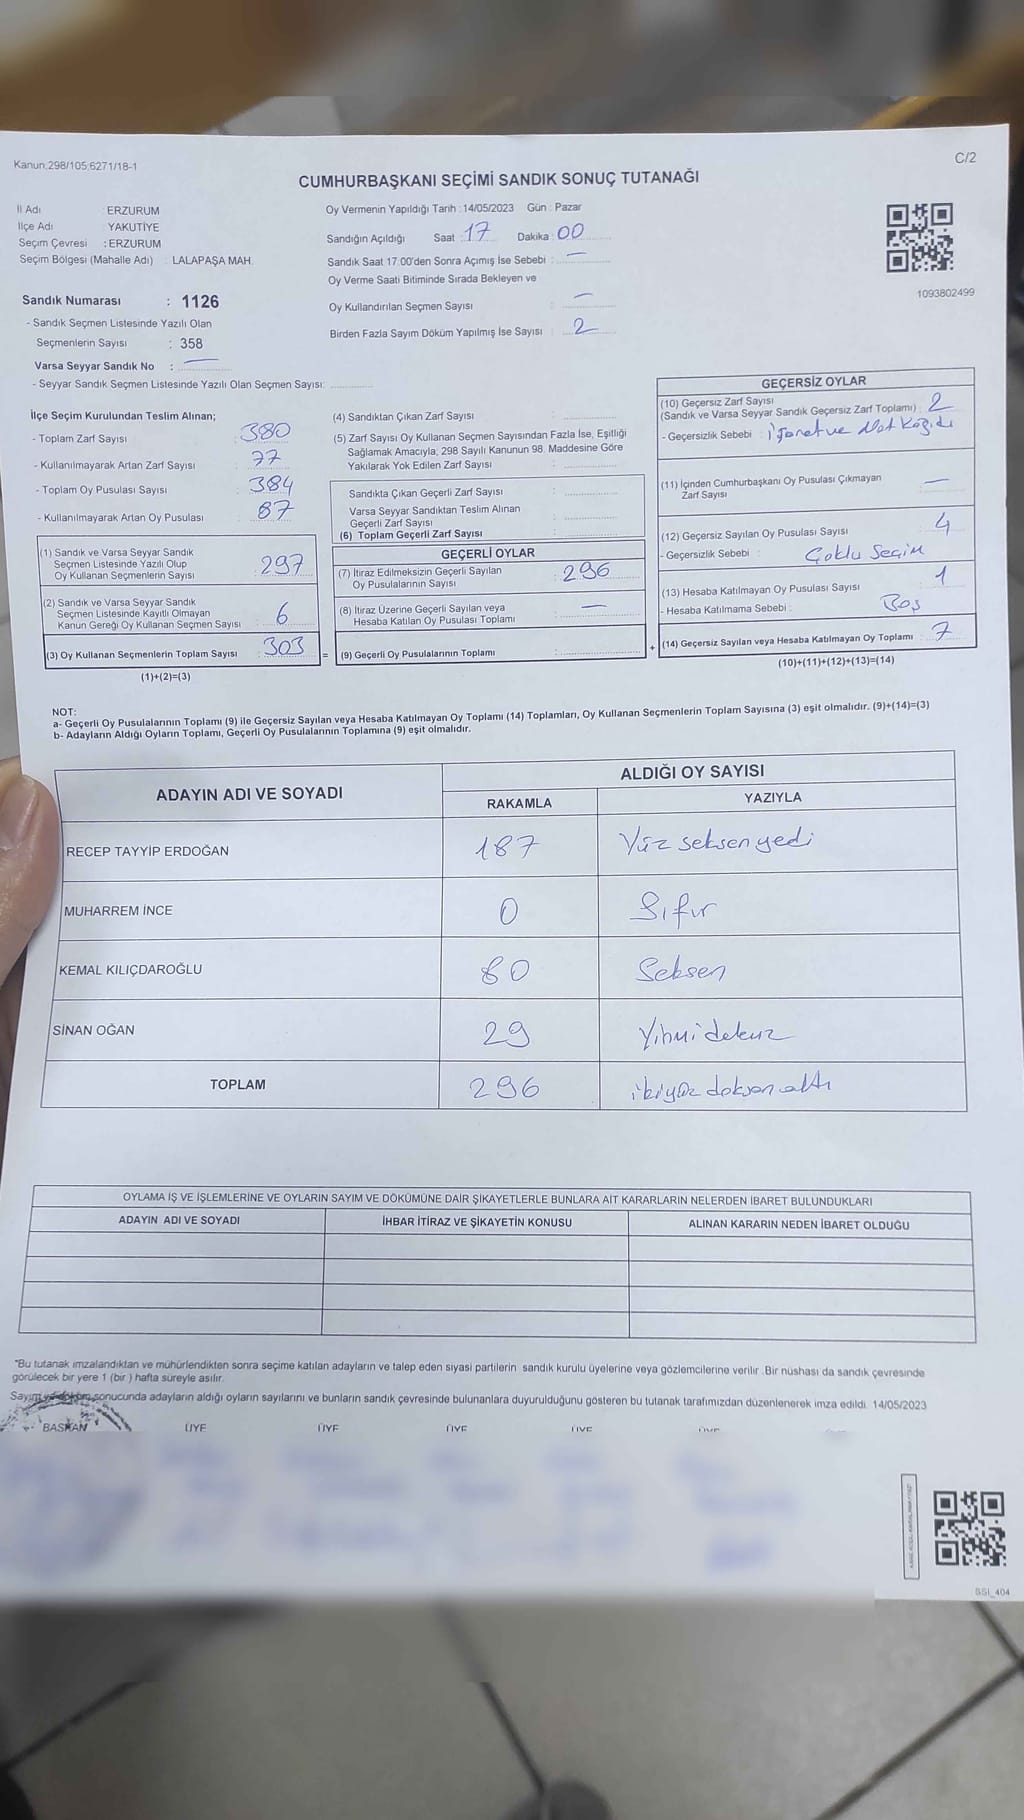 Kanun:298/105;6271/18-1
C/2
CUMHURBAŞKANI SEÇİMİ SANDIK SONUÇ TUTANAĞI
İl Adı ERZURUM
İlçe Adı YAKUTİYE
Seçim Çevresi : ERZURUM
Seçim Bölgesi (Mahalle Adı) : LALAPAŞA MAH.
Sandık Numarası : 1126
- Sandık Seçmen Listesinde Yazılı Olan
Seçmenlerin Sayısı : 358
Varsa Seyyar Sandık No : —
- Seyyar Sandık Seçmen Listesinde Yazılı Olan Seçmen Sayısı:
Oy Vermenin Yapıldığı Tarih : 14/05/2023 Gün : Pazar
Sandığın Açıldığı Saat 17 Dakika : 00
Sandık Saat 17:00'den Sonra Açımış İse Sebebi : —
Oy Verme Saati Bitiminde Sırada Bekleyen ve
Oy Kullandırılan Seçmen Sayısı : —
Birden Fazla Sayım Döküm Yapılmış İse Sayısı : 2
1093802499
İlçe Seçim Kurulundan Teslim Alınan;
- Toplam Zarf Sayısı : 380
- Kullanılmayarak Artan Zarf Sayısı : 77
- Toplam Oy Pusulası Sayısı : 384
- Kullanılmayarak Artan Oy Pusulası : 87
(1) Sandık ve Varsa Seyyar Sandık
Seçmen Listesinde Yazılı Olup
Oy Kullanan Seçmenlerin Sayısı : 297
(2) Sandık ve Varsa Seyyar Sandık
Seçmen Listesinde Kayıtlı Olmayan
Kanun Gereği Oy Kullanan Seçmen Sayısı : 6
(3) Oy Kullanan Seçmenlerin Toplam Sayısı : 303
(1)+(2)=(3)
(4) Sandıktan Çıkan Zarf Sayısı :
(5) Zarf Sayısı Oy Kullanan Seçmen Sayısından Fazla İse, Eşitliği
Sağlamak Amacıyla; 298 Sayılı Kanunun 98. Maddesine Göre
Yakılarak Yok Edilen Zarf Sayısı :
Sandıkta Çıkan Geçerli Zarf Sayısı :
Varsa Seyyar Sandıktan Teslim Alınan
Geçerli Zarf Sayısı :
(6) Toplam Geçerli Zarf Sayısı :
GEÇERLİ OYLAR
(7) İtiraz Edilmeksizin Geçerli Sayılan
Oy Pusulalarının Sayısı : 296
(8) İtiraz Üzerine Geçerli Sayılan veya
Hesaba Katılan Oy Pusulası Toplamı : —
= (9) Geçerli Oy Pusulalarının Toplamı :
GEÇERSİZ OYLAR
(10) Geçersiz Zarf Sayısı
(Sandık ve Varsa Seyyar Sandık Geçersiz Zarf Toplamı) : 2
- Geçersizlik Sebebi : İşaret ve Not Kağıdı
(11) İçinden Cumhurbaşkanı Oy Pusulası Çıkmayan
Zarf Sayısı : —
(12) Geçersiz Sayılan Oy Pusulası Sayısı : 4
- Geçersizlik Sebebi : Çoklu Seçim
(13) Hesaba Katılmayan Oy Pusulası Sayısı : 1
- Hesaba Katılmama Sebebi : Boş
+ (14) Geçersiz Sayılan veya Hesaba Katılmayan Oy Toplamı : 7
(10)+(11)+(12)+(13)=(14)
NOT:
a- Geçerli Oy Pusulalarının Toplamı (9) ile Geçersiz Sayılan veya Hesaba Katılmayan Oy Toplamı (14) Toplamları, Oy Kullanan Seçmenlerin Toplam Sayısına (3) eşit olmalıdır. (9)+(14)=(3)
b- Adayların Aldığı Oyların Toplamı, Geçerli Oy Pusulalarının Toplamına (9) eşit olmalıdır.
ADAYIN ADI VE SOYADI ALDIĞI OY SAYISI
RAKAMLA YAZIYLA
RECEP TAYYİP ERDOĞAN 187 Yüz seksen yedi
MUHARREM İNCE 0 Sıfır
KEMAL KILIÇDAROĞLU 80 Seksen
SİNAN OĞAN 29 Yirmi dokuz
TOPLAM 296 ikiyüz doksan altı
OYLAMA İŞ VE İŞLEMLERİNE VE OYLARIN SAYIM VE DÖKÜMÜNE DAİR ŞİKAYETLERLE BUNLARA AİT KARARLARIN NELERDEN İBARET BULUNDUKLARI
ADAYIN ADI VE SOYADI İHBAR İTİRAZ VE ŞİKAYETİN KONUSU ALINAN KARARIN NEDEN İBARET OLDUĞU
"Bu tutanak imzalandıktan ve mühürlendikten sonra seçime katılan adayların ve talep eden siyasi partilerin sandık kurulu üyelerine veya gözlemcilerine verilir. Bir nüshası da sandık çevresinde
görülecek bir yere 1 (bir ) hafta süreyle asılır.
Sayım ve döküm sonucunda adayların aldığı oyların sayılarını ve bunların sandık çevresinde bulunanlara duyurulduğunu gösteren bu tutanak tarafımızdan düzenlenerek imza edildi. 14/05/2023
BAŞKAN ÜYE ÜYE ÜYE ÜYE ÜYE
SSI_404